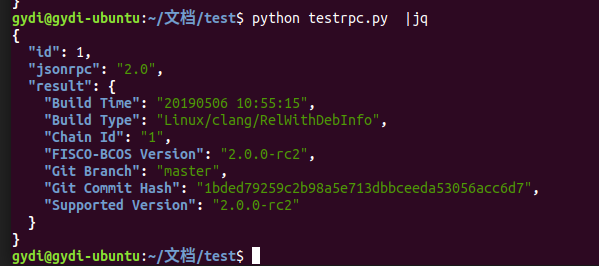 }
gydi@gydi-ubuntu:~/文档/test$ python testrpc.py  |jq
{
  "id": 1,
  "jsonrpc": "2.0",
  "result": {
    "Build Time": "20190506 10:55:15",
    "Build Type": "Linux/clang/RelWithDebInfo",
    "Chain Id": "1",
    "FISCO-BCOS Version": "2.0.0-rc2",
    "Git Branch": "master",
    "Git Commit Hash": "1bded79259c2b98a5e713dbbceeda53056acc6d7",
    "Supported Version": "2.0.0-rc2"
  }
}
gydi@gydi-ubuntu:~/文档/test$